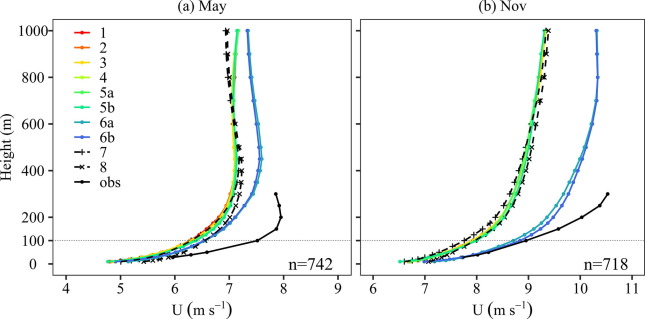 (a) May
(b) Nov
Height (m)
1000
800
600
400
200
100
0
1
2
3
4
5a
5b
6a
6b
7
8
obs
n=742
n=718
4 5 6 7 8 9
6 7 8 9 10 11
U (m s⁻¹)
U (m s⁻¹)